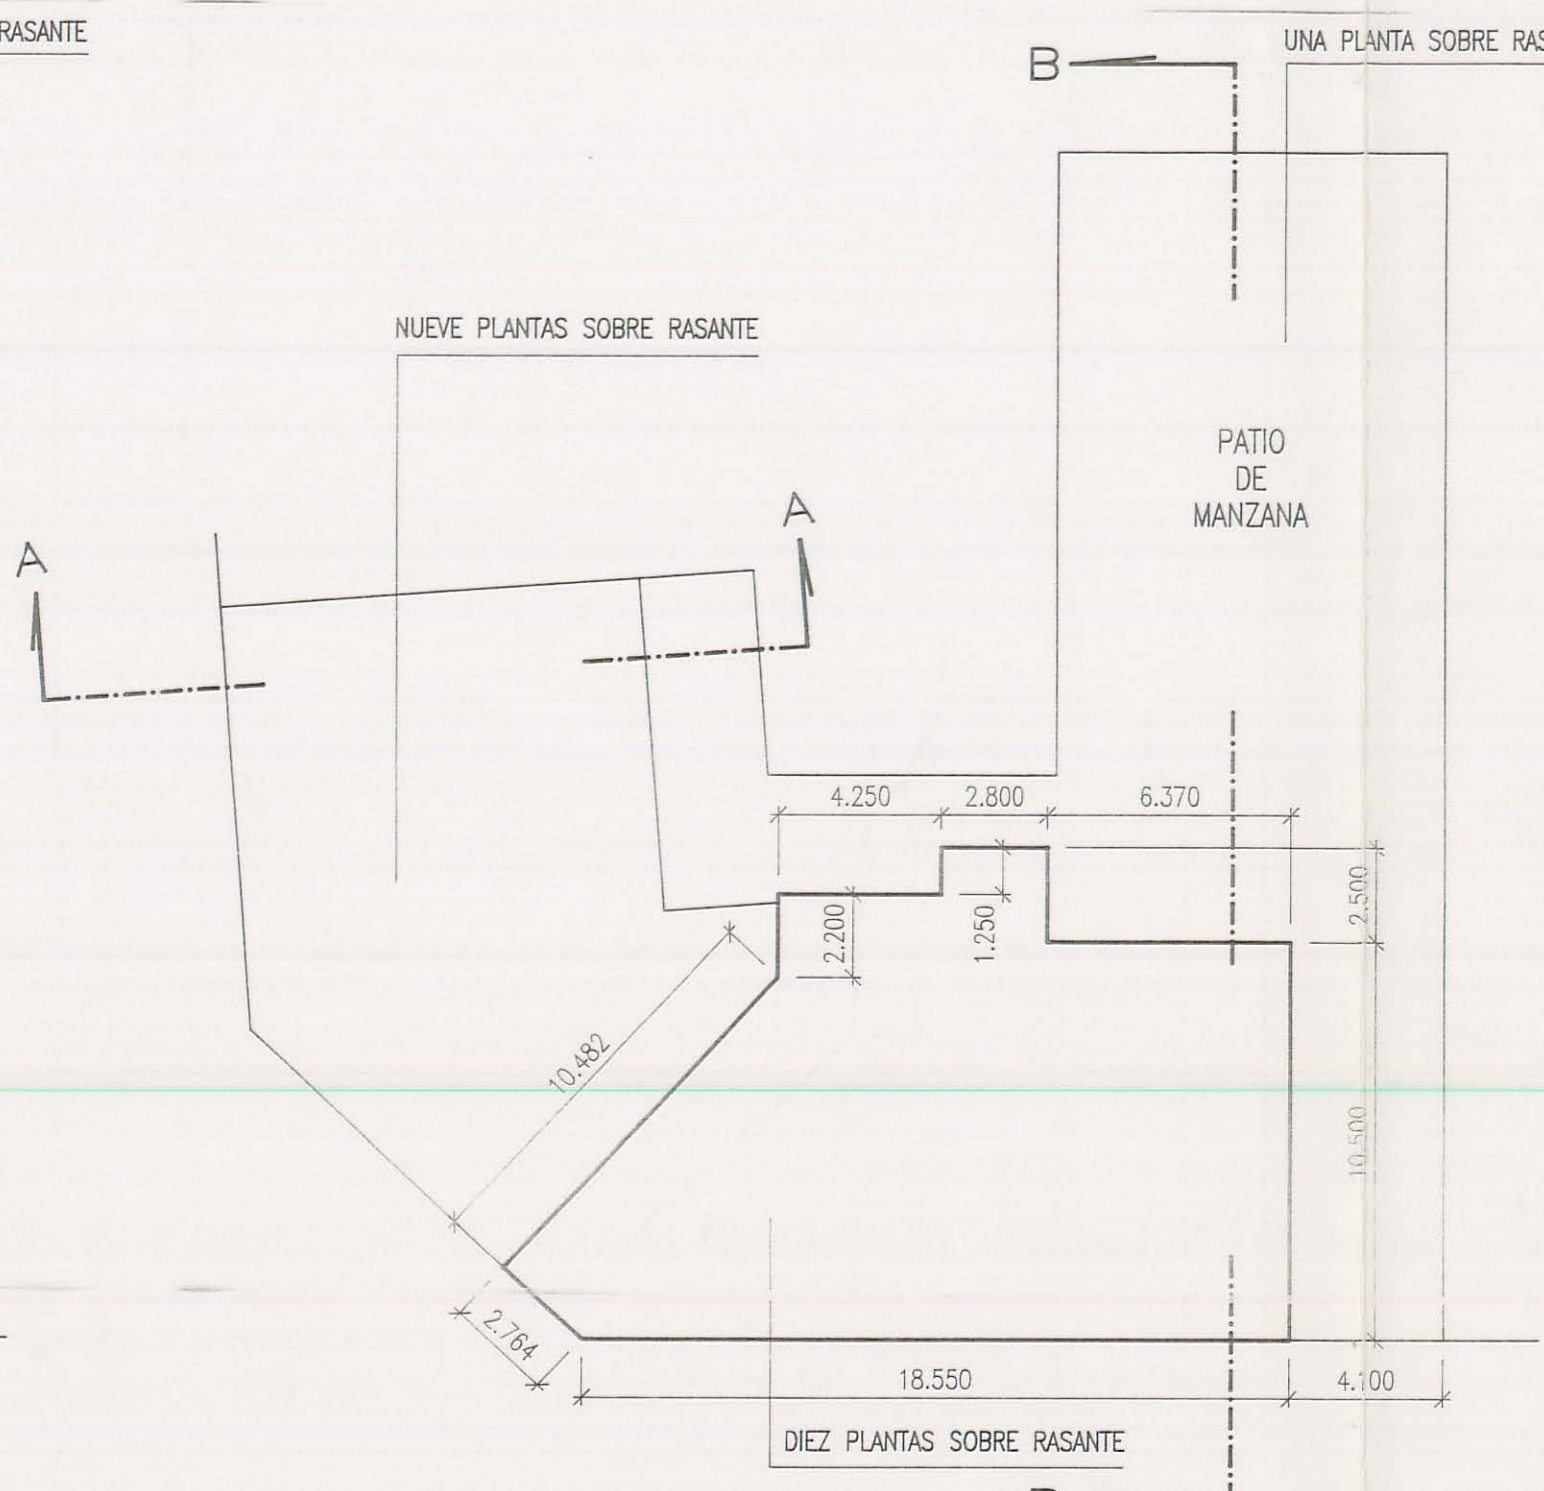 RASANTE
B
UNA PLANTA SOBRE RAS
NUEVE PLANTAS SOBRE RASANTE
PATIO
DE
MANZANA
A
A
4.250
2.800
6.370
2.500
2.200
1.250
10.482
10.500
2.764
18.550
4.100
DIEZ PLANTAS SOBRE RASANTE